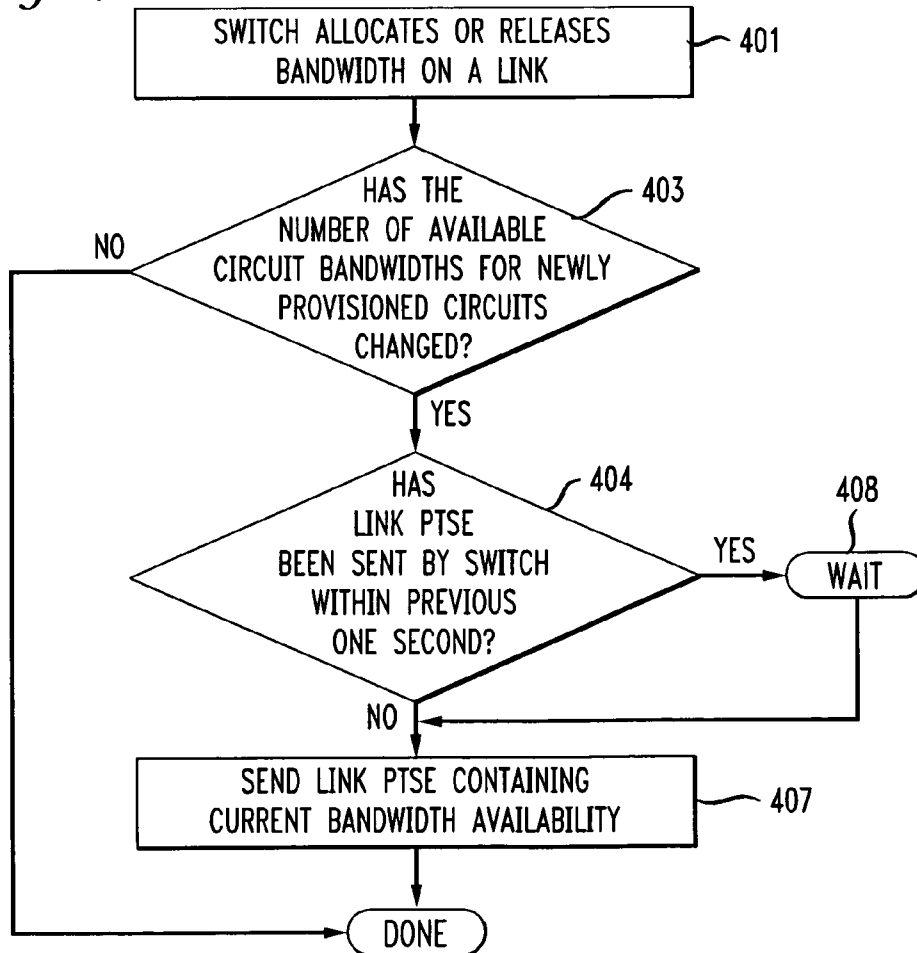 SWITCH ALLOCATES OR RELEASES
BANDWIDTH ON A LINK
401
HAS THE
NUMBER OF AVAILABLE
CIRCUIT BANDWIDTHS FOR NEWLY
PROVISIONED CIRCUITS
CHANGED?
403
NO
YES
HAS
LINK PTSE
BEEN SENT BY SWITCH
WITHIN PREVIOUS
ONE SECOND?
404
YES
408
WAIT
NO
SEND LINK PTSE CONTAINING
CURRENT BANDWIDTH AVAILABILITY
407
DONE